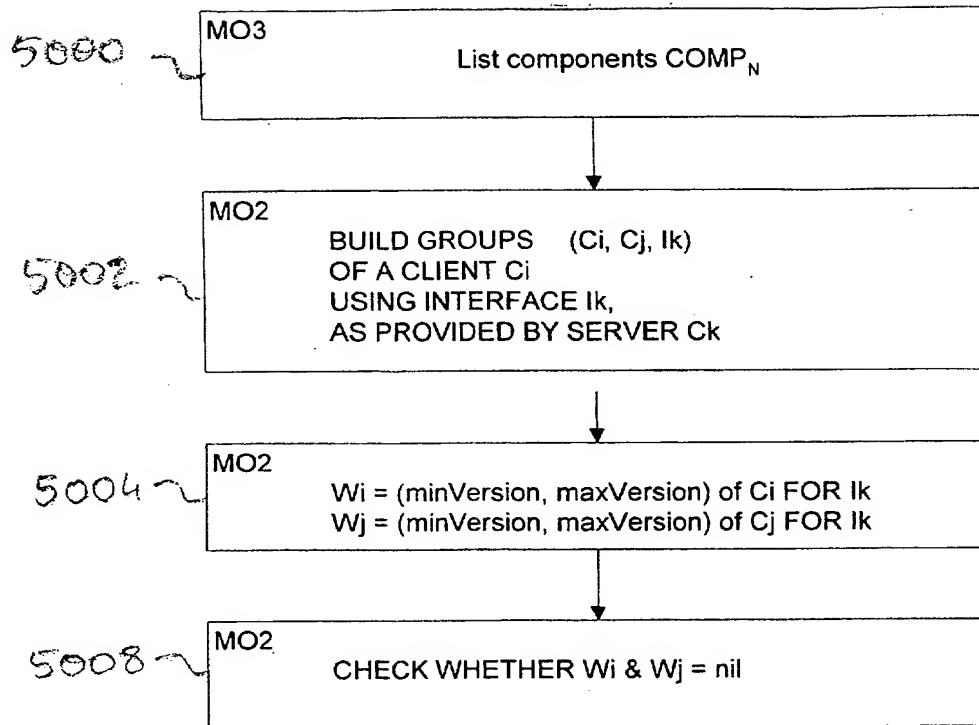 5000
MO3
List components COMP_N
5002
MO2
BUILD GROUPS (Ci, Cj, Ik)
OF A CLIENT Ci
USING INTERFACE Ik,
AS PROVIDED BY SERVER Ck
5004
MO2
Wi = (minVersion, maxVersion) of Ci FOR Ik
Wj = (minVersion, maxVersion) of Cj FOR Ik
5008
MO2
CHECK WHETHER Wi & Wj = nil